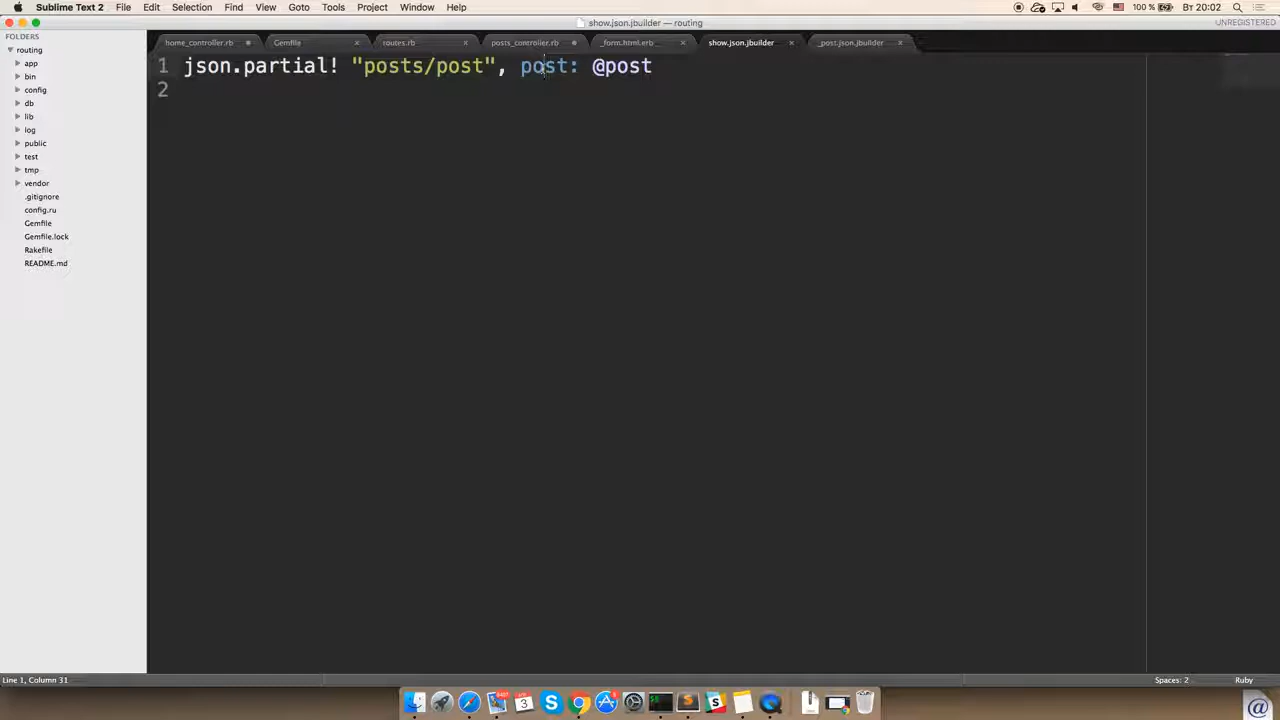 Sublime Text 2 File Edit Selection Find View Goto Tools Project Window Help 100 % Вт 20:02
show.json.jbuilder — routing UNREGISTERED
FOLDERS
home_controller.rb Gemfile routes.rb posts_controller.rb _form.html.erb show.json.jbuilder _post.json.jbuilder
routing
app
bin
config
db
lib
log
public
test
tmp
vendor
.gitignore
config.ru
Gemfile
Gemfile.lock
Rakefile
README.md
1 json.partial! "posts/post", post: @post
2
Line 1, Column 31 Spaces: 2 Ruby
3
@